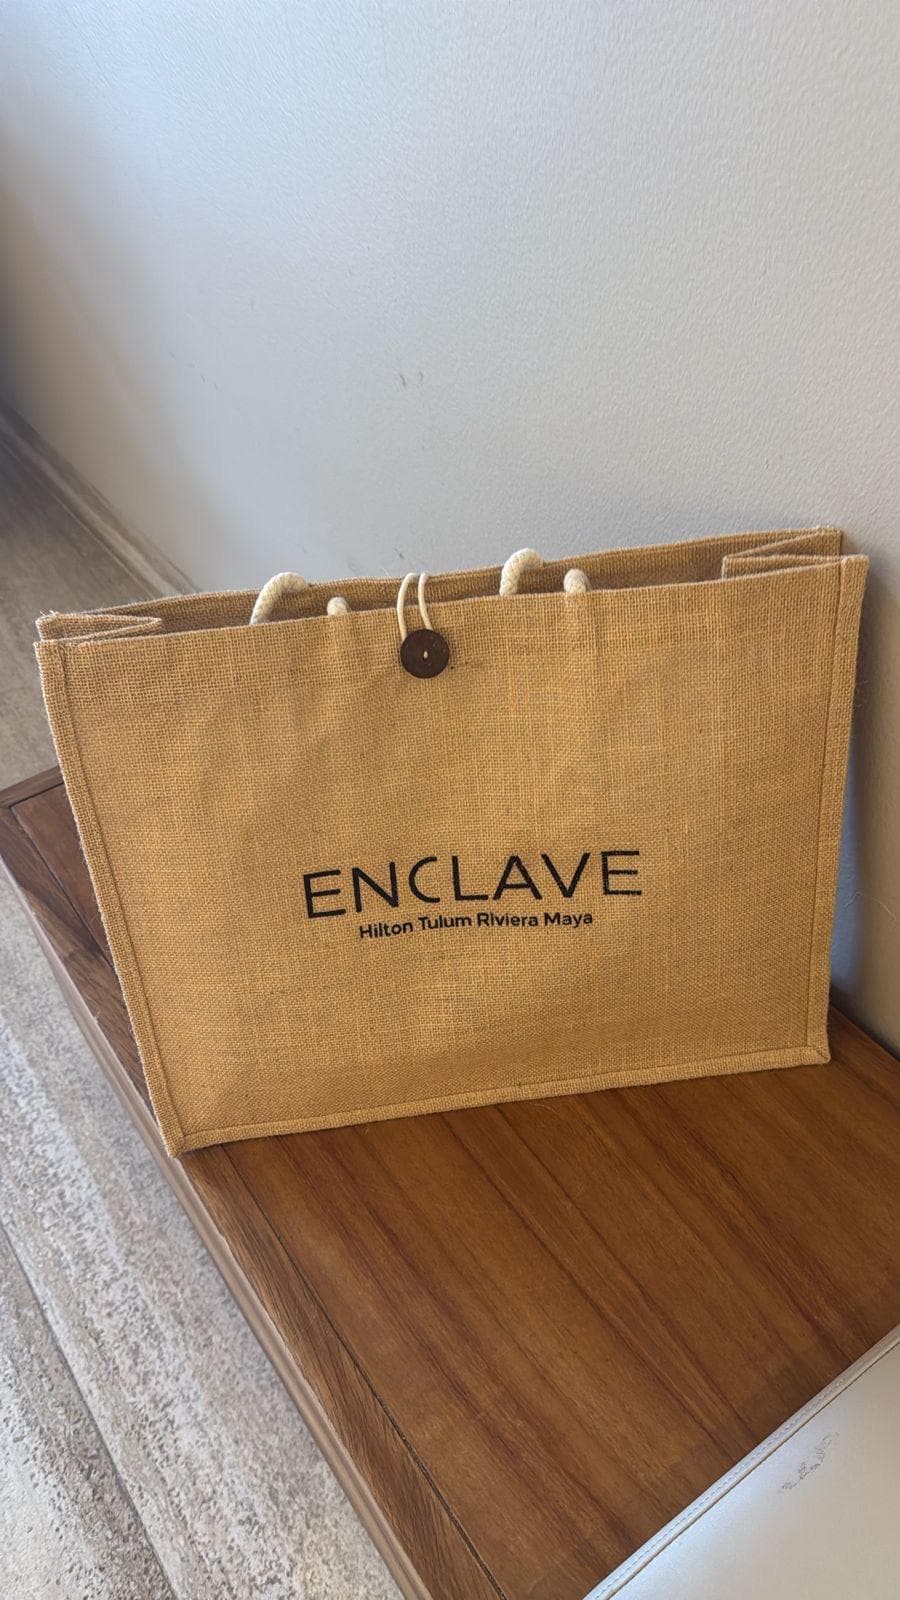 ENCLAVE
Hilton Tulum Riviera Maya